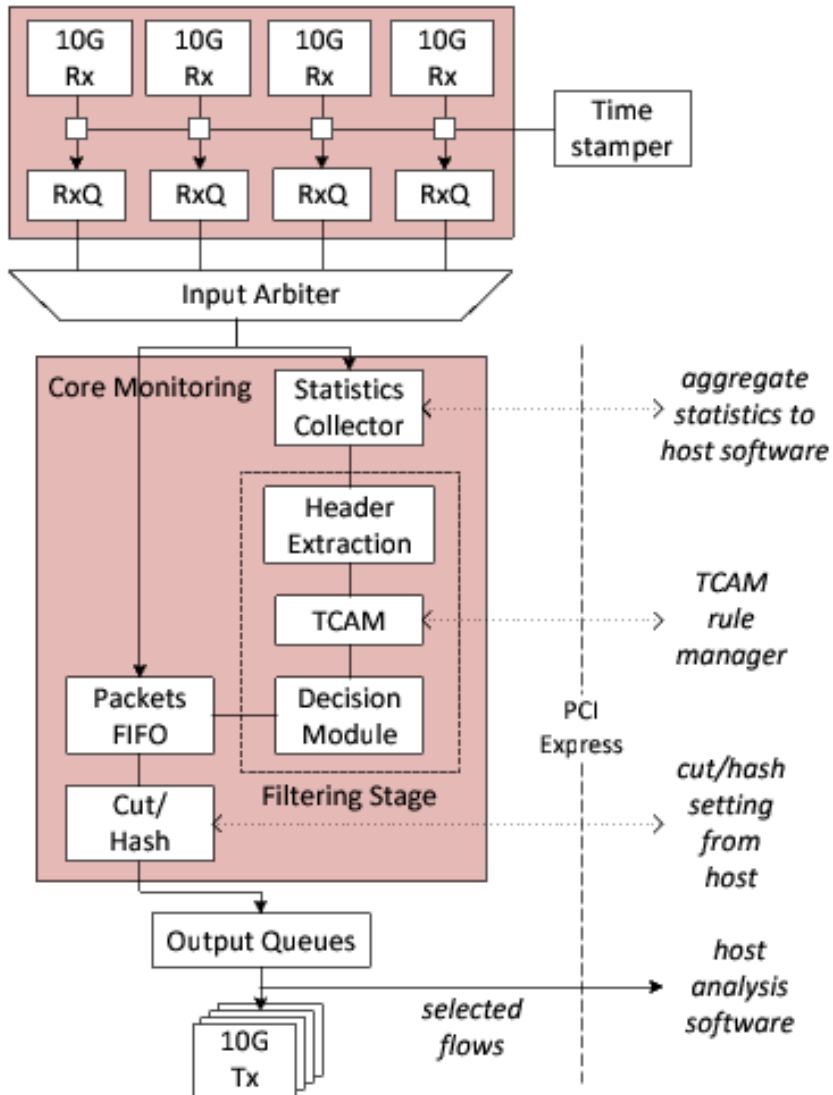 10G
Rx
10G
Rx
10G
Rx
10G
Rx
Time
stamper
RxQ
RxQ
RxQ
RxQ
Input Arbiter
Core Monitoring
Statistics
Collector
aggregate
statistics to
host software
Header
Extraction
TCAM
TCAM
rule
manager
Packets
FIFO
Decision
Module
PCI
Express
Filtering Stage
Cut/
Hash
cut/hash
setting
from
host
Output Queues
host
analysis
software
selected
flows
10G
Tx